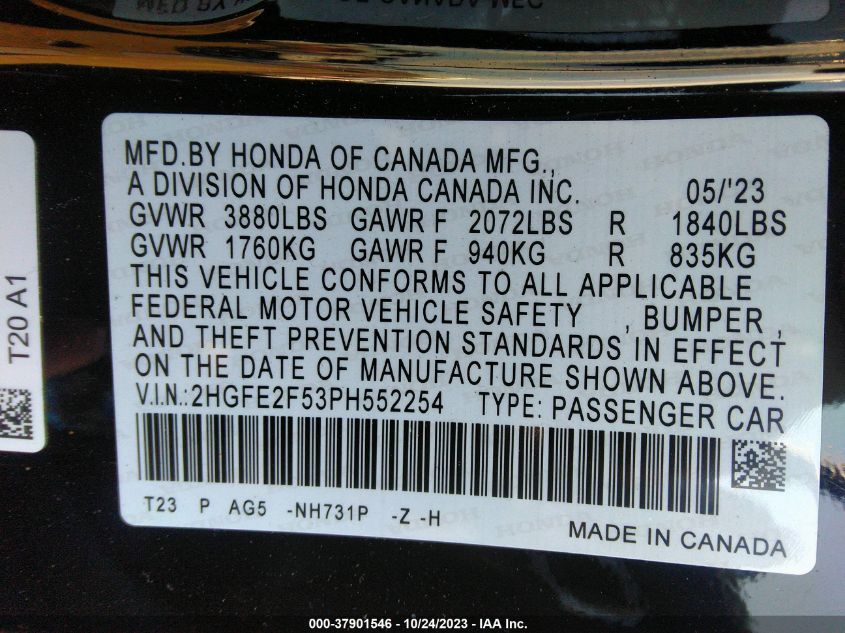 MFD.BY HONDA OF CANADA MFG.,
A DIVISION OF HONDA CANADA INC. 05/'23
GVWR 3880LBS GAWR F 2072LBS R 1840LBS
GVWR 1760KG GAWR F 940KG R 835KG
THIS VEHICLE CONFORMS TO ALL APPLICABLE
FEDERAL MOTOR VEHICLE SAFETY , BUMPER ,
AND THEFT PREVENTION STANDARDS IN EFFECT
ON THE DATE OF MANUFACTURE SHOWN ABOVE.
V.I.N.:2HGFE2F53PH552254 TYPE: PASSENGER CAR
T23 P AG5 -NH731P -Z -H
MADE IN CANADA
T20 A1
000-37901546 - 10/24/2023 - IAA Inc.